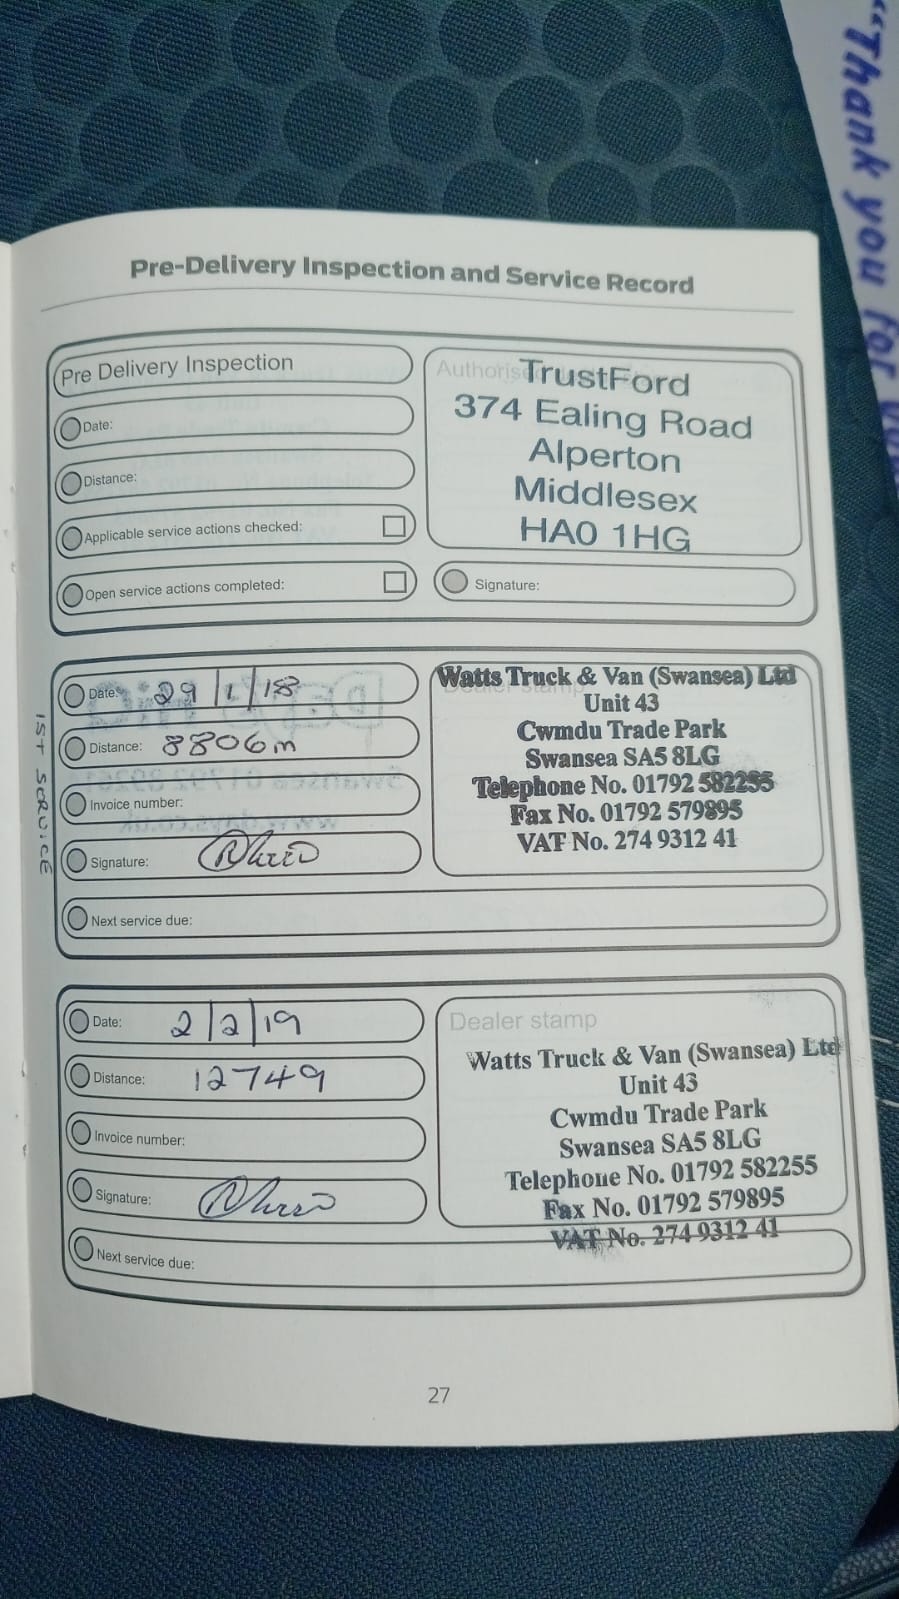 "Thank you for
Pre-Delivery Inspection and Service Record
Pre Delivery Inspection
Date:
Distance:
Applicable service actions checked:
Open service actions completed:
TrustFord
374 Ealing Road
Alperton
Middlesex
HA0 1HG
Signature:
1ST SERVICE
Date: 29/1/18
Distance: 8806m
Invoice number:
Signature:
Next service due:
Dealer stamp
Watts Truck & Van (Swansea) Ltd
Unit 43
Cwmdu Trade Park
Swansea SA5 8LG
Telephone No. 01792 582255
Fax No. 01792 579895
VAT No. 274 9312 41
Date: 2/2/19
Distance: 12749
Invoice number:
Signature:
Next service due:
Dealer stamp
Watts Truck & Van (Swansea) Ltd
Unit 43
Cwmdu Trade Park
Swansea SA5 8LG
Telephone No. 01792 582255
Fax No. 01792 579895
VAT No. 274 9312 41
27